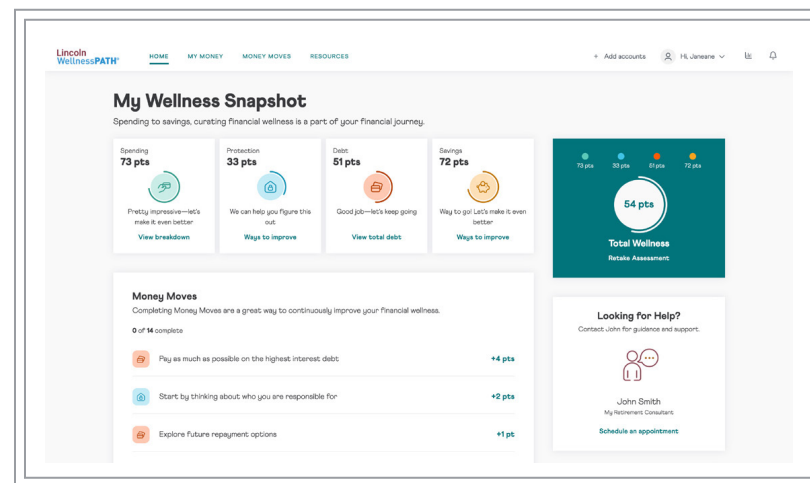 Lincoln
WellnessPATH®
HOME MY MONEY MONEY MOVES RESOURCES
+ Add accounts Hi, Janeane
My Wellness Snapshot
Spending to savings, curating financial wellness is a part of your financial journey.
Spending
73 pts
Pretty impressive—let's
make it even better
View breakdown
Protection
33 pts
We can help you figure this
out
Ways to improve
Debt
51 pts
Good job—let's keep going
View total debt
Savings
72 pts
Way to go! Let's make it even
better
Ways to improve
73 pts 33 pts 51 pts 72 pts
54 pts
Total Wellness
Retake Assessment
Money Moves
Completing Money Moves are a great way to continuously improve your financial wellness.
0 of 14 complete
Pay as much as possible on the highest interest debt +4 pts
Start by thinking about who you are responsible for +2 pts
Explore future repayment options +1 pt
Looking for Help?
Contact John for guidance and support.
John Smith
My Retirement Consultant
Schedule an appointment